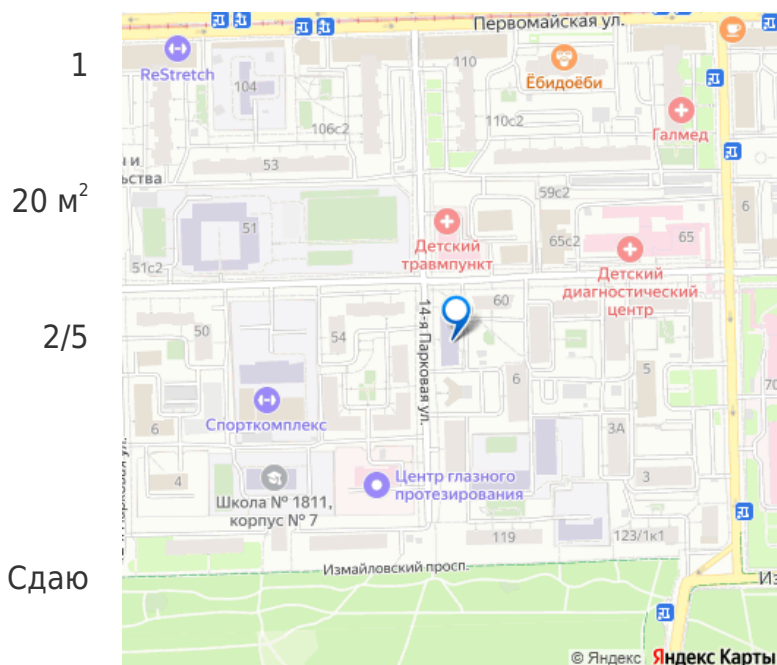 1
20 м²
2/5
Сдаю
Первомайская ул.
ReStretch
104
110
Ёбидоёби
106с2
110с2
Галмед
53
ьства
59с2
6
51
65с2
65
Детский
травмпункт
51с2
Детский
диагностический
центр
60
50
54
14-я Парковая ул.
6
5
70
Спорткомплекс
6
3А
4
Школа № 1811,
корпус № 7
Центр глазного
протезирования
3
119
123/1к1
Измайловский просп.
Из
© Яндекс Яндекс Карты